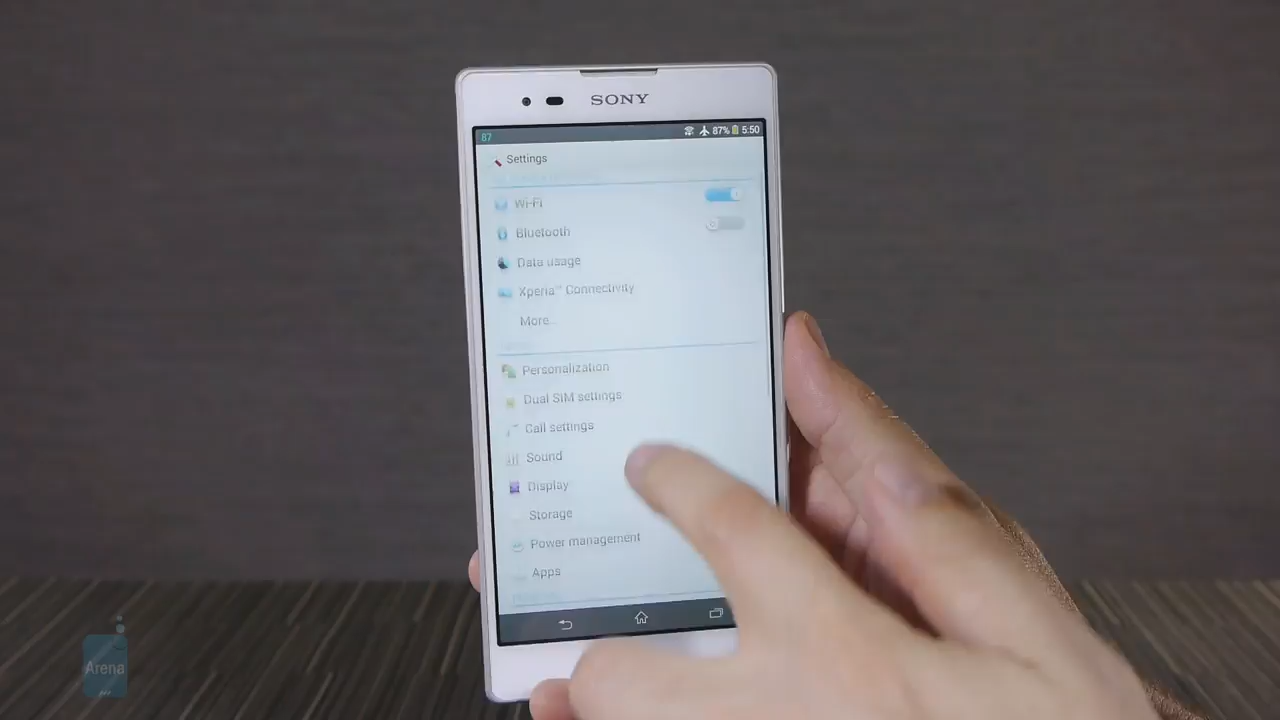 SONY
87
87% 5:50
Settings
Wi-Fi
Bluetooth
Data usage
Xperia™ Connectivity
More...
Personalization
Dual SIM settings
Call settings
Sound
Display
Storage
Power management
Apps
Arena